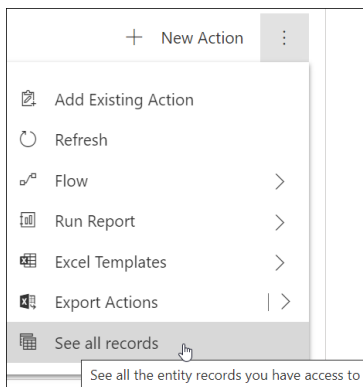 New Action
Add Existing Action
Refresh
Flow
Run Report
Excel Templates
Export Actions
See all records
See all the entity records you have access to